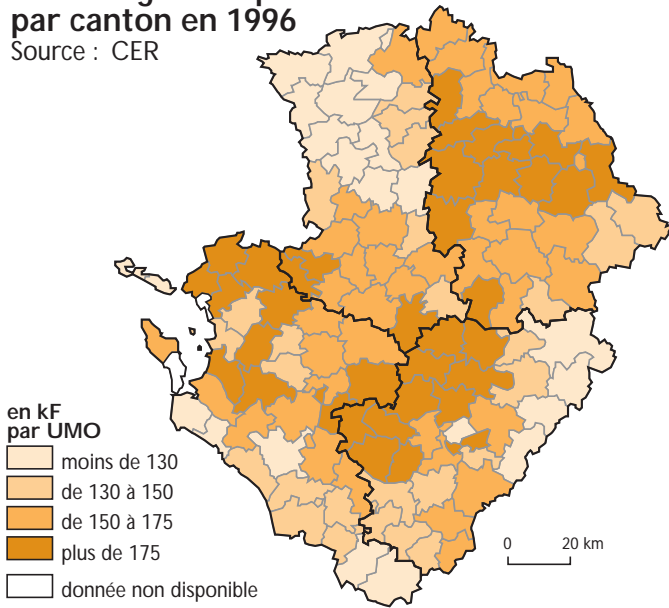 par canton en 1996
Source : CER
en kF
par UMO
moins de 130
de 130 à 150
de 150 à 175
plus de 175
donnée non disponible
0 20 km